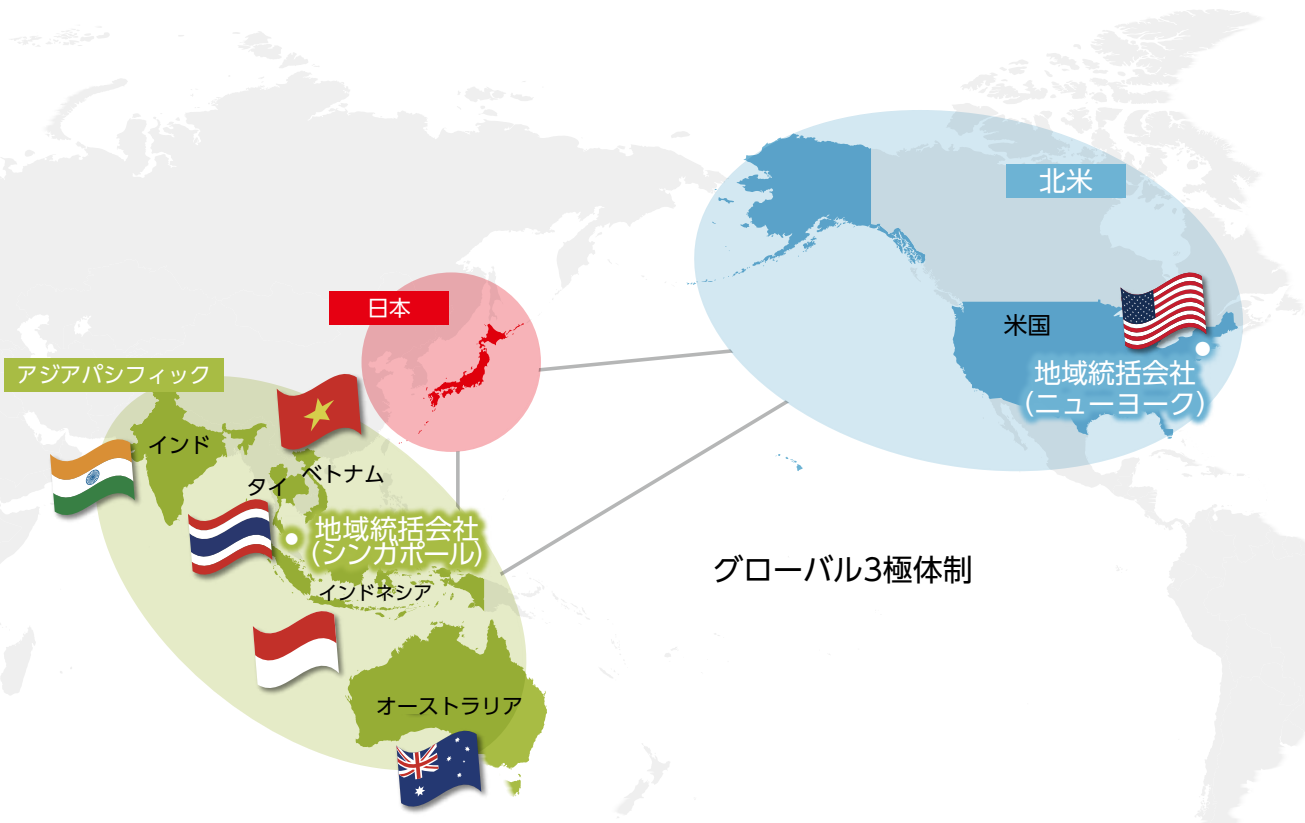 北米
日本
米国
アジアパシフィック
地域統括会社
(ニューヨーク)
インド
ベトナム
タイ
地域統括会社
(シンガポール)
グローバル3極体制
インドネシア
オーストラリア